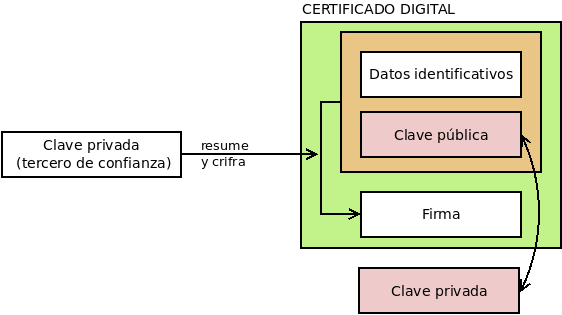 CERTIFICADO DIGITAL
Datos identificativos
Clave pública
Clave privada
(tercero de confianza)
resume
y crifra
Firma
Clave privada